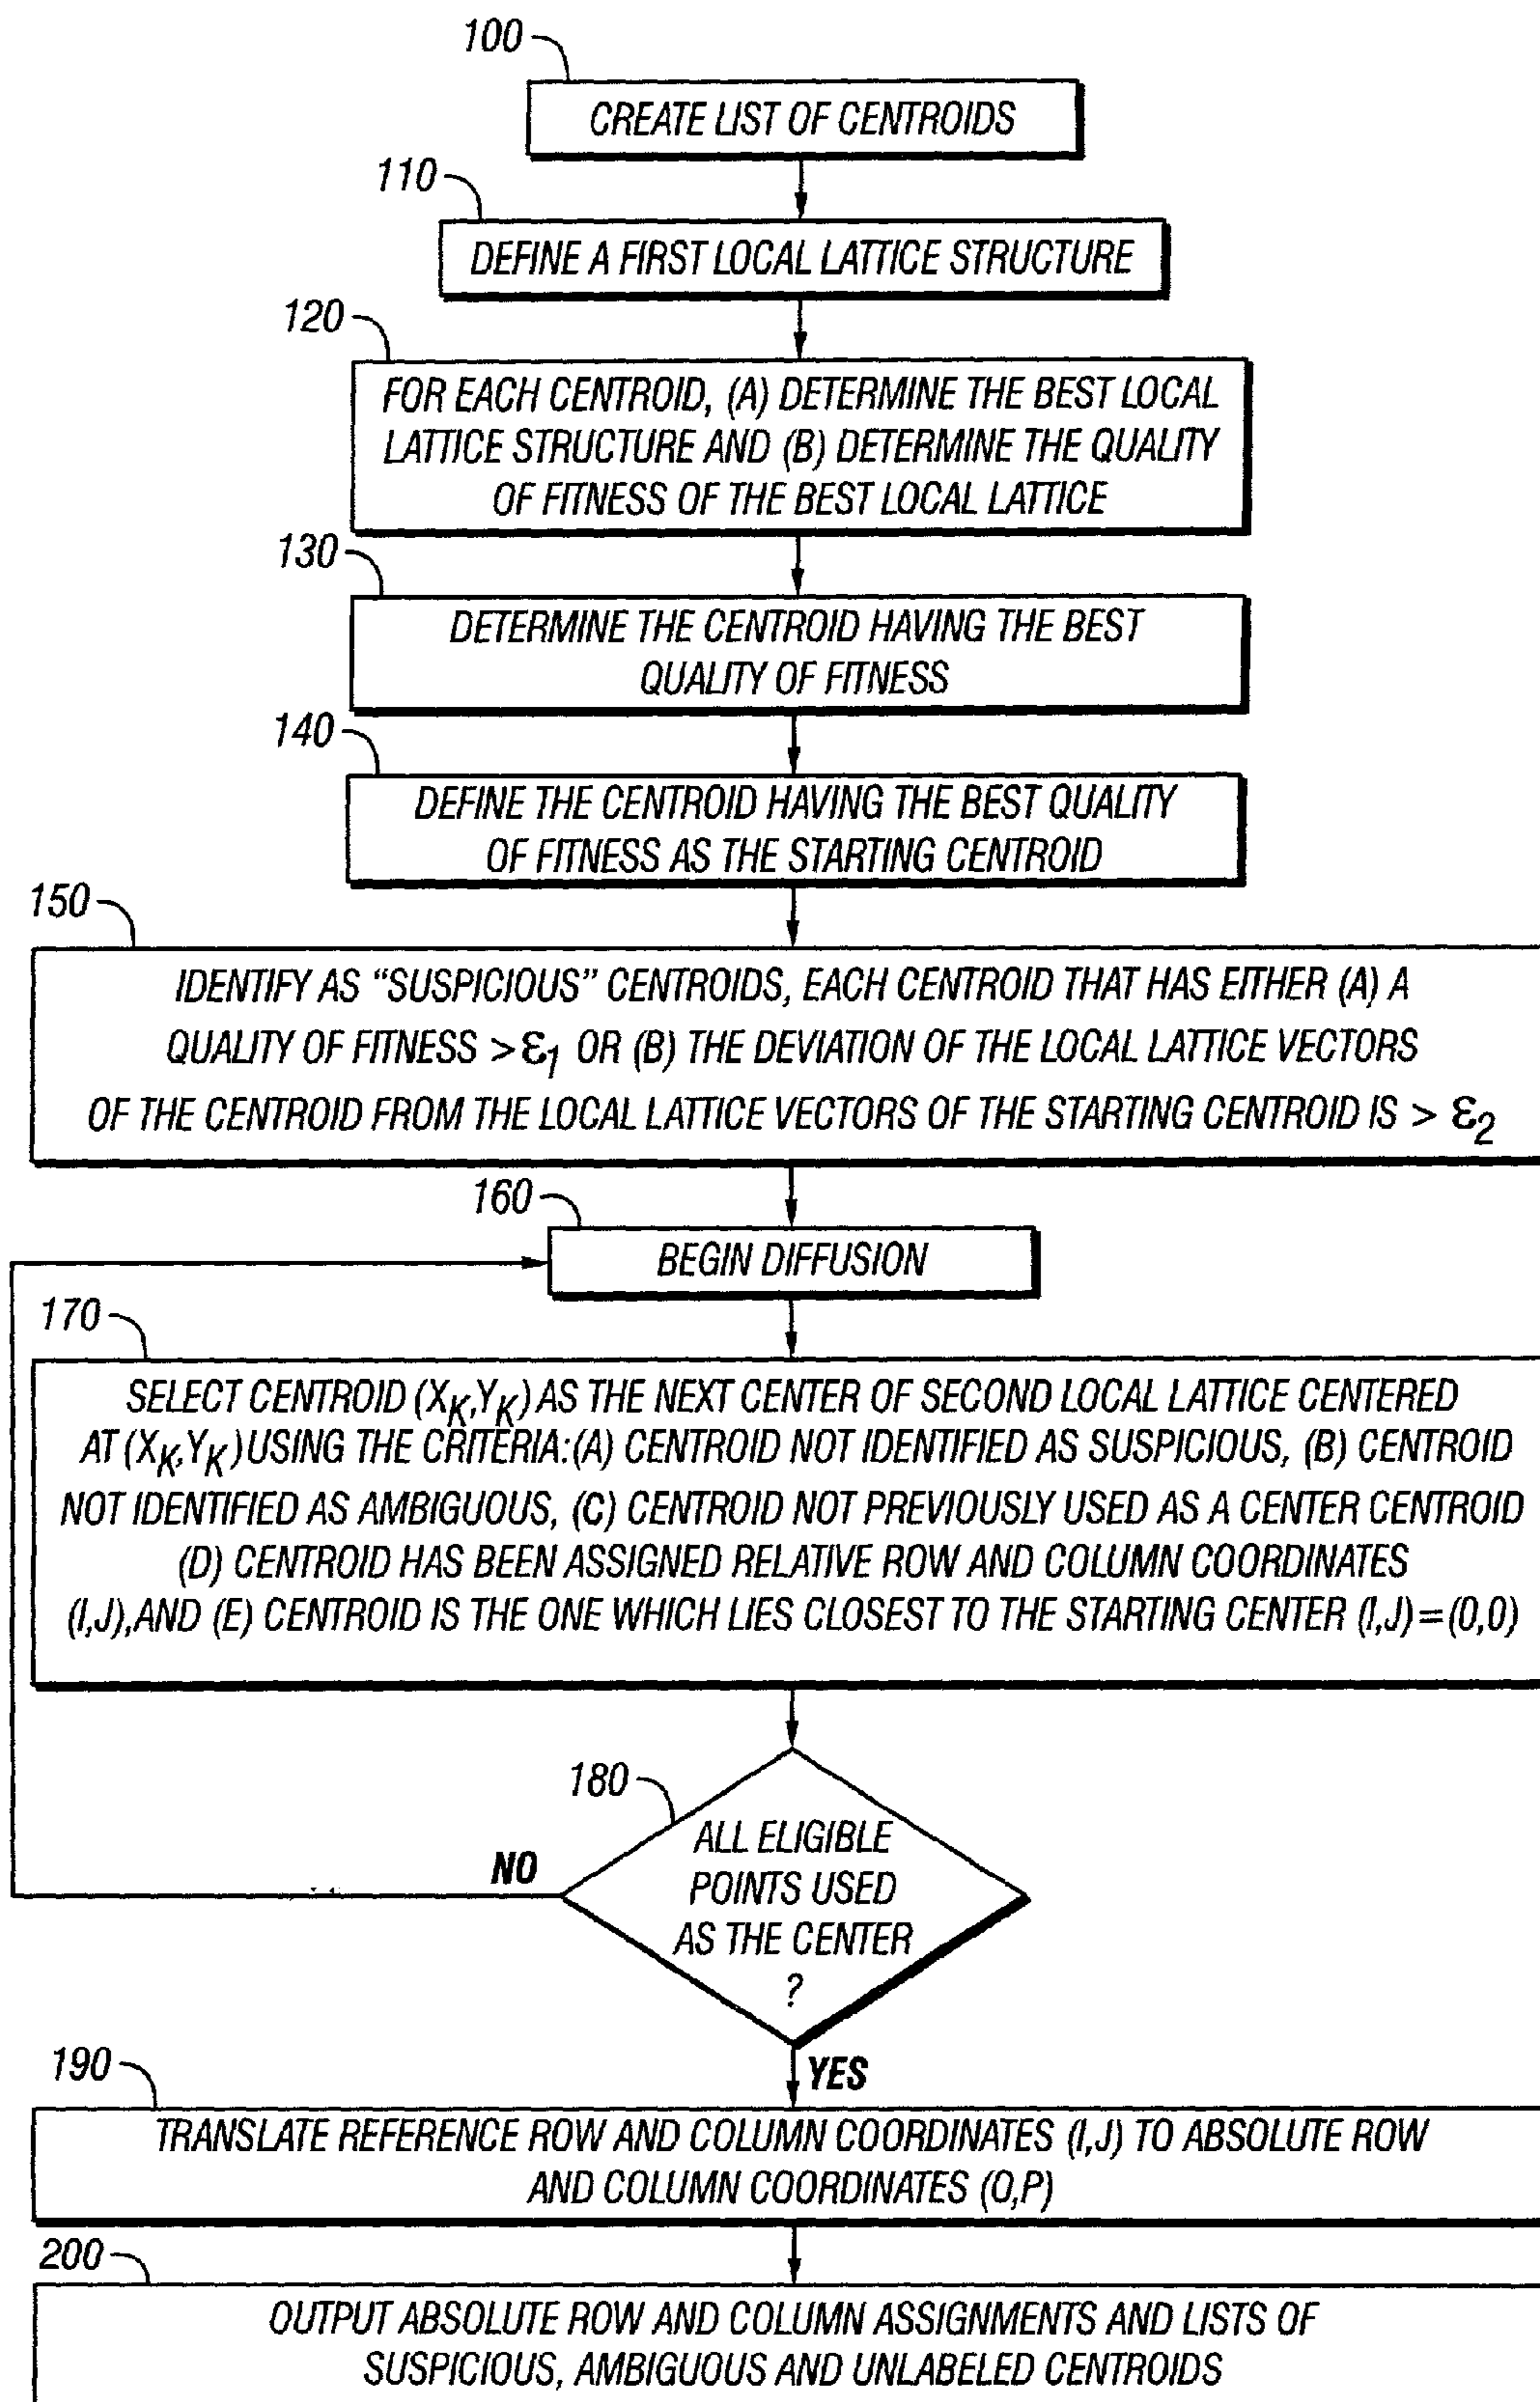 100
CREATE LIST OF CENTROIDS
110
DEFINE A FIRST LOCAL LATTICE STRUCTURE
120
FOR EACH CENTROID, (A) DETERMINE THE BEST LOCAL
LATTICE STRUCTURE AND (B) DETERMINE THE QUALITY
OF FITNESS OF THE BEST LOCAL LATTICE
130
DETERMINE THE CENTROID HAVING THE BEST
QUALITY OF FITNESS
140
DEFINE THE CENTROID HAVING THE BEST QUALITY
OF FITNESS AS THE STARTING CENTROID
150
IDENTIFY AS “SUSPICIOUS” CENTROIDS, EACH CENTROID THAT HAS EITHER (A) A
QUALITY OF FITNESS > ε1 OR (B) THE DEVIATION OF THE LOCAL LATTICE VECTORS
OF THE CENTROID FROM THE LOCAL LATTICE VECTORS OF THE STARTING CENTROID IS > ε2
160
BEGIN DIFFUSION
170
SELECT CENTROID (XK,YK) AS THE NEXT CENTER OF SECOND LOCAL LATTICE CENTERED
AT (XK,YK) USING THE CRITERIA: (A) CENTROID NOT IDENTIFIED AS SUSPICIOUS, (B) CENTROID
NOT IDENTIFIED AS AMBIGUOUS, (C) CENTROID NOT PREVIOUSLY USED AS A CENTER CENTROID
(D) CENTROID HAS BEEN ASSIGNED RELATIVE ROW AND COLUMN COORDINATES
(I,J), AND (E) CENTROID IS THE ONE WHICH LIES CLOSEST TO THE STARTING CENTER (I,J) = (0,0)
180
ALL ELIGIBLE
POINTS USED
AS THE CENTER
?
NO
YES
190
TRANSLATE REFERENCE ROW AND COLUMN COORDINATES (I,J) TO ABSOLUTE ROW
AND COLUMN COORDINATES (O,P)
200
OUTPUT ABSOLUTE ROW AND COLUMN ASSIGNMENTS AND LISTS OF
SUSPICIOUS, AMBIGUOUS AND UNLABELED CENTROIDS